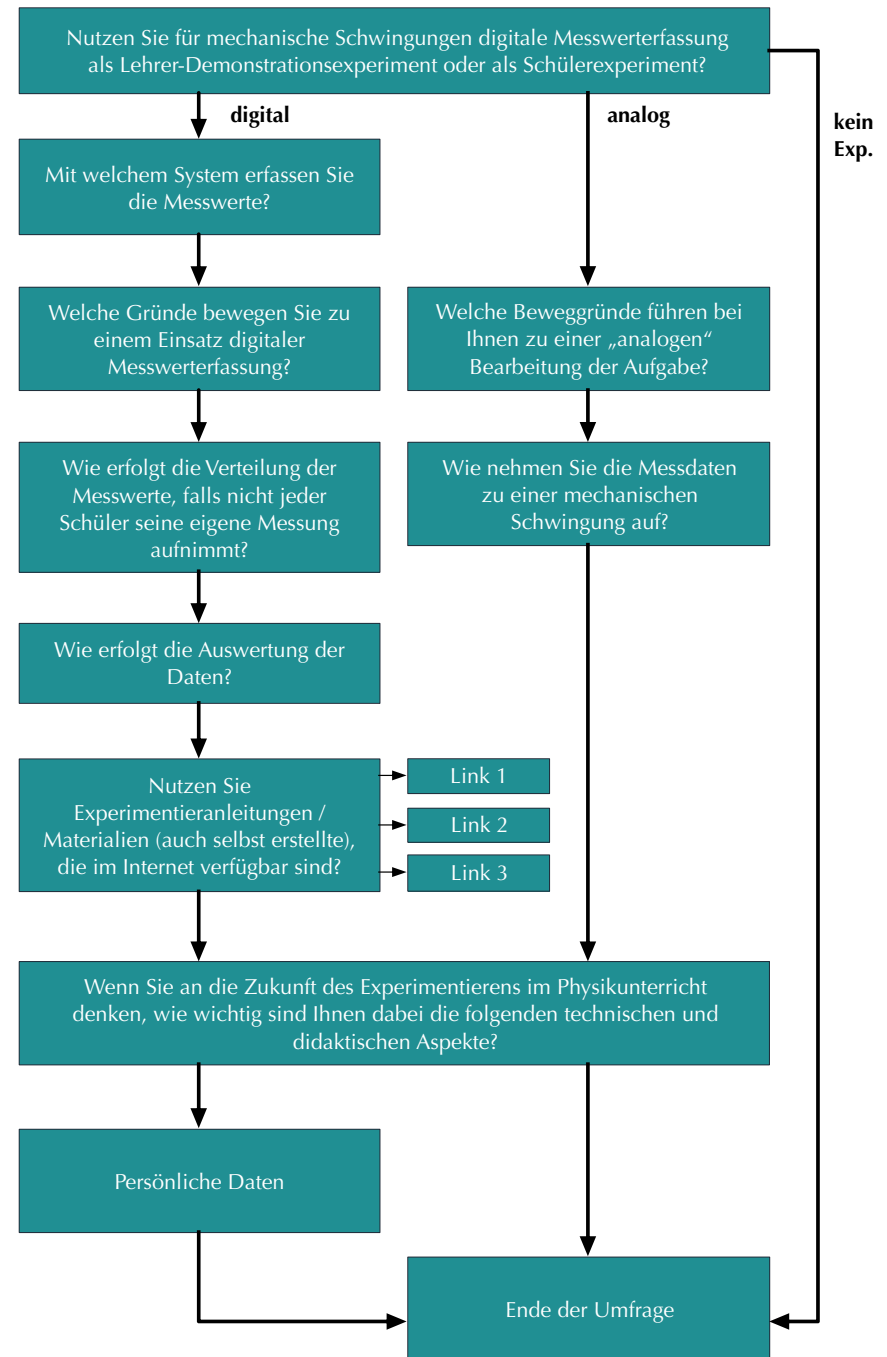 Nutzen Sie für mechanische Schwingungen digitale Messwerterfassung
als Lehrer-Demonstrationsexperiment oder als Schülerexperiment?
digital
analog
kein
Exp.
Mit welchem System erfassen Sie
die Messwerte?
Welche Gründe bewegen Sie zu
einem Einsatz digitaler
Messwerterfassung?
Welche Beweggründe führen bei
Ihnen zu einer „analogen“
Bearbeitung der Aufgabe?
Wie erfolgt die Verteilung der
Messwerte, falls nicht jeder
Schüler seine eigene Messung
aufnimmt?
Wie nehmen Sie die Messdaten
zu einer mechanischen
Schwingung auf?
Wie erfolgt die Auswertung der
Daten?
Nutzen Sie
Experimentieranleitungen /
Materialien (auch selbst erstellte),
die im Internet verfügbar sind?
Link 1
Link 2
Link 3
Wenn Sie an die Zukunft des Experimentierens im Physikunterricht
denken, wie wichtig sind Ihnen dabei die folgenden technischen und
didaktischen Aspekte?
Persönliche Daten
Ende der Umfrage